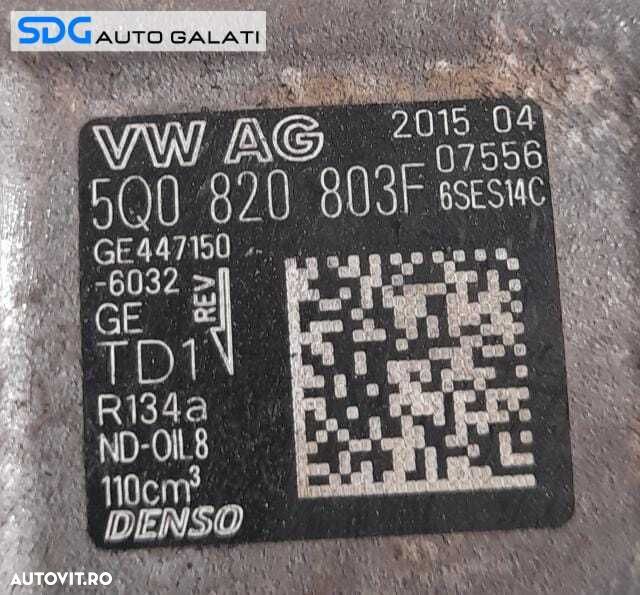 SDG AUTO GALATI
VW AG
2015 04
07556
5Q0 820 803F
6SES14C
GE447150
-6032
GE
REV
TD1
R134a
ND-OIL8
110cm³
DENSO
AUTOVIT.RO